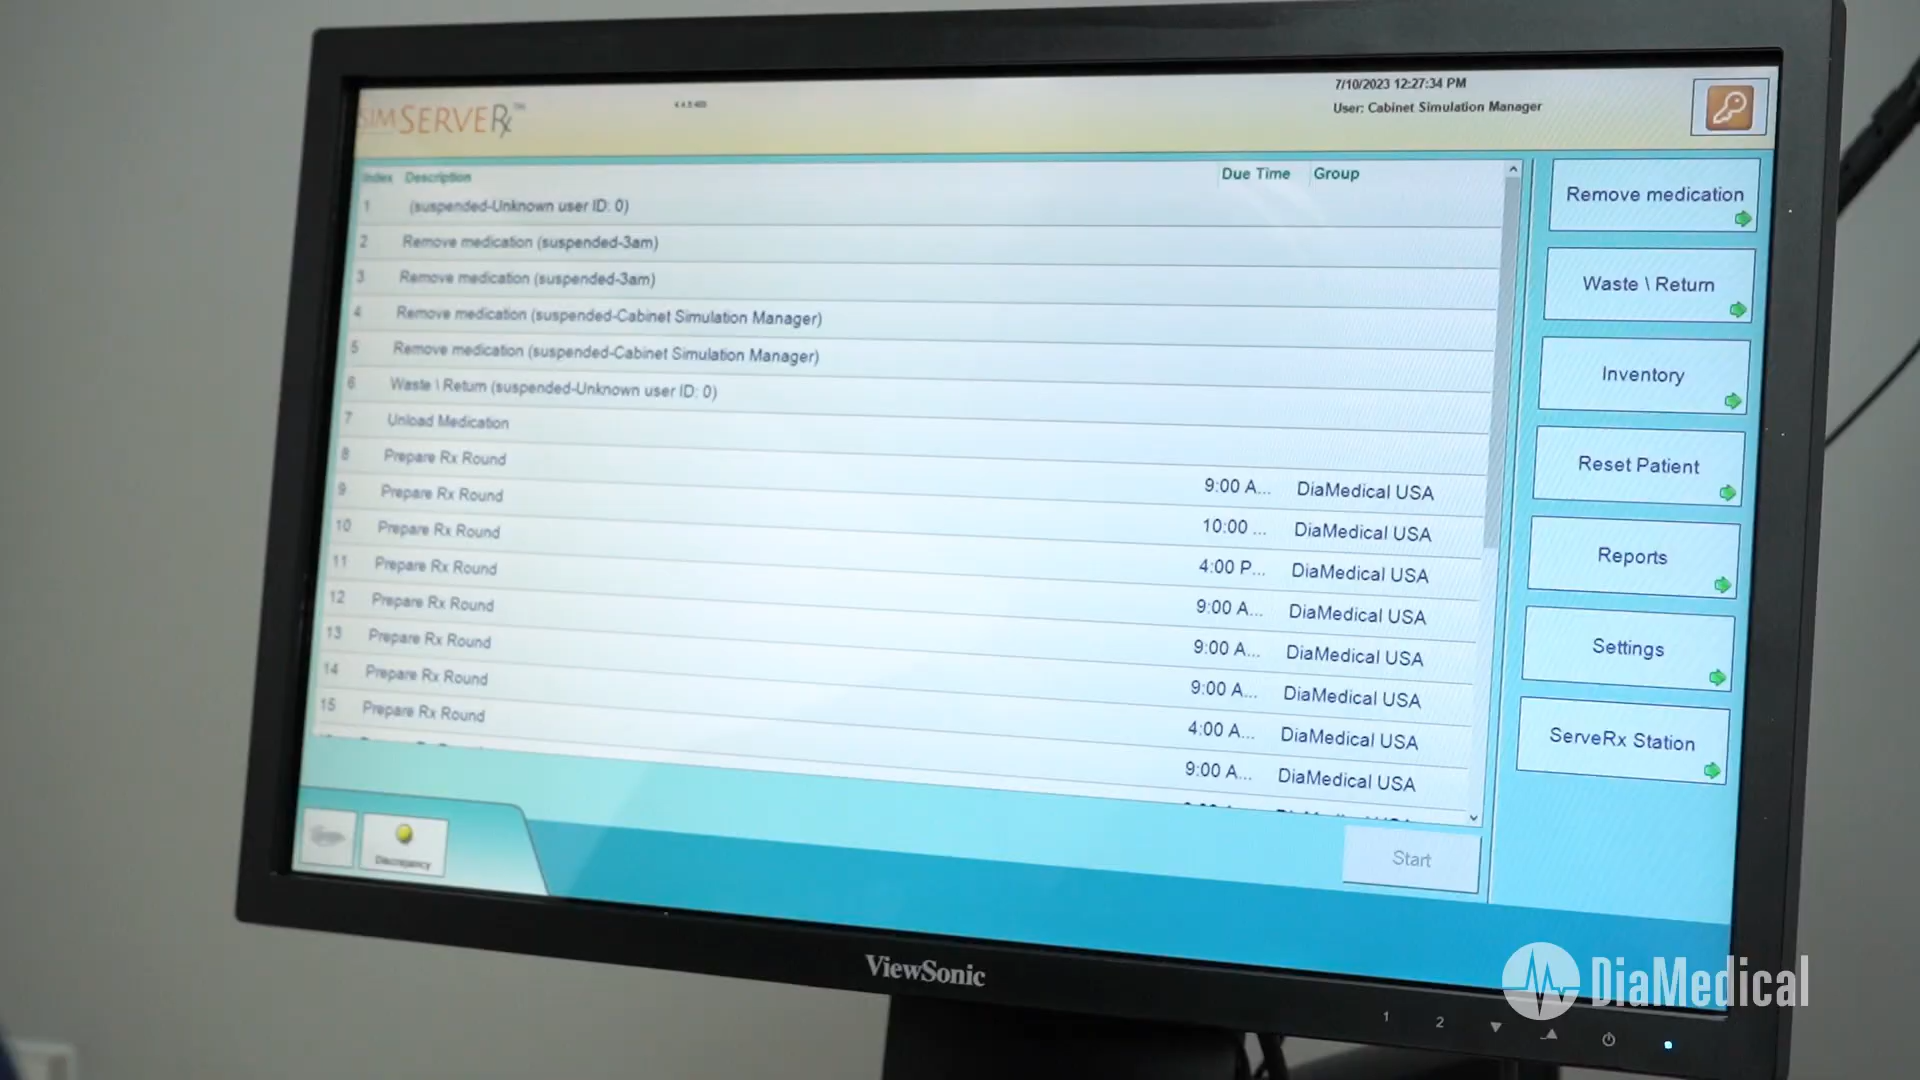 SIMSERVERx™
7/10/2023 12:27:34 PM
User: Cabinet Simulation Manager
Index Description Due Time Group
1 (suspended-Unknown user ID: 0)
2 Remove medication (suspended-3am)
3 Remove medication (suspended-3am)
4 Remove medication (suspended-Cabinet Simulation Manager)
5 Remove medication (suspended-Cabinet Simulation Manager)
6 Waste \ Return (suspended-Unknown user ID: 0)
7 Unload Medication
8 Prepare Rx Round 9:00 A... DiaMedical USA
9 Prepare Rx Round 10:00 ... DiaMedical USA
10 Prepare Rx Round 4:00 P... DiaMedical USA
11 Prepare Rx Round 9:00 A... DiaMedical USA
12 Prepare Rx Round 9:00 A... DiaMedical USA
13 Prepare Rx Round 9:00 A... DiaMedical USA
14 Prepare Rx Round 4:00 A... DiaMedical USA
15 Prepare Rx Round 9:00 A... DiaMedical USA
Remove medication
Waste \ Return
Inventory
Reset Patient
Reports
Settings
ServeRx Station
Discrepancy
Start
ViewSonic
1 2
DiaMedical